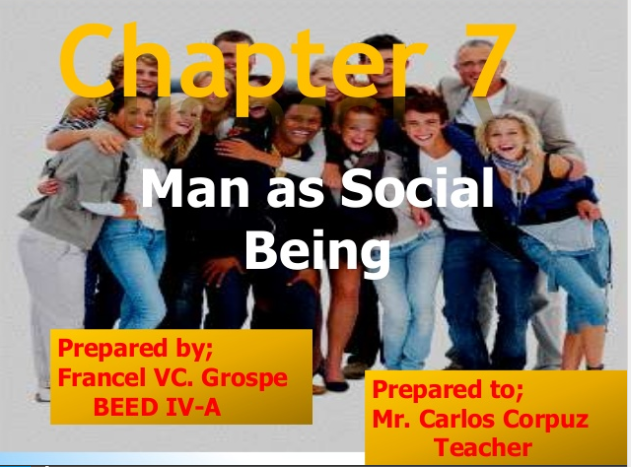 Chapter 7
Man as Social
Being
Prepared by;
Francel VC. Grospe
BEED IV-A
Prepared to;
Mr. Carlos Corpuz
Teacher